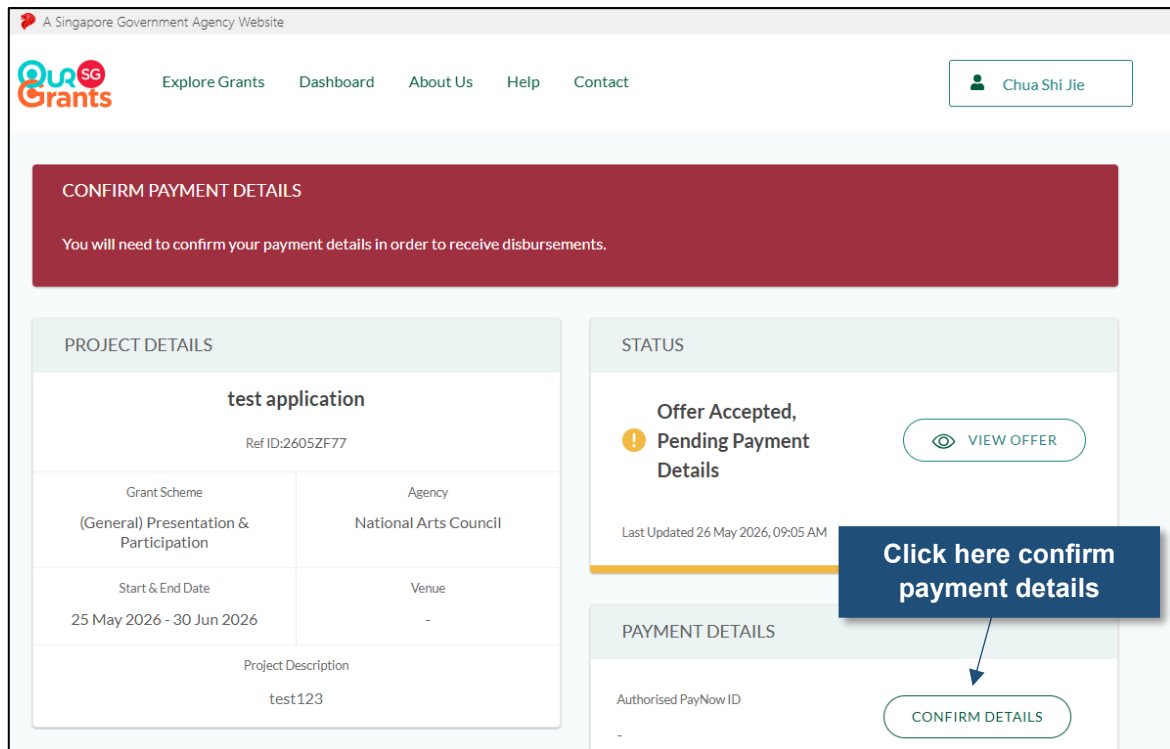 A Singapore Government Agency Website
OurSG
Grants
Explore Grants
Dashboard
About Us
Help
Contact
Chua Shi Jie
CONFIRM PAYMENT DETAILS
You will need to confirm your payment details in order to receive disbursements.
PROJECT DETAILS
test application
Ref ID:2605ZF77
Grant Scheme
(General) Presentation &
Participation
Agency
National Arts Council
Start & End Date
25 May 2026 - 30 Jun 2026
Venue
-
Project Description
test123
STATUS
Offer Accepted,
Pending Payment
Details
VIEW OFFER
Last Updated 26 May 2026, 09:05 AM
Click here confirm
payment details
PAYMENT DETAILS
Authorised PayNow ID
-
CONFIRM DETAILS